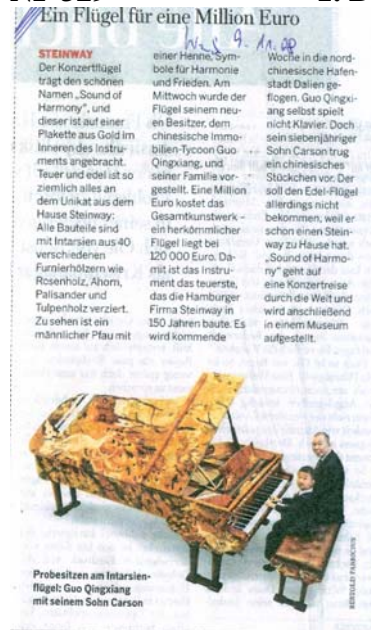 Ein Flügel für eine Million Euro
9.11.08
STEINWAY
Der Konzertflügel
trägt den schönen
Namen „Sound of
Harmony“, und
dieser ist auf einer
Plakette aus Gold im
Inneren des Instru-
ments angebracht.
Teuer und edel ist so
ziemlich alles an
dem Unikat aus dem
Hause Steinway:
Alle Bauteile sind
mit Intarsien aus 40
verschiedenen
Furnierhölzern wie
Rosenholz, Ahorn,
Palisander und
Tulpenholz verziert.
Zu sehen ist ein
männlicher Pfau mit
einer Henne, Sym-
bole für Harmonie
und Frieden. Am
Mittwoch wurde der
Flügel seinem neu-
en Besitzer, dem
chinesische Immo-
bilien-Tycoon Guo
Qingxiang, und
seiner Familie vor-
gestellt. Eine Million
Euro kostet das
Gesamtkunstwerk –
ein herkömmlicher
Flügel liegt bei
120 000 Euro. Da-
mit ist das Instru-
ment das teuerste,
das die Hamburger
Firma Steinway in
150 Jahren baute. Es
wird kommende
Woche in die nord-
chinesische Hafen-
stadt Dalien ge-
flogen. Guo Qingxi-
ang selbst spielt
nicht Klavier. Doch
sein siebenjähriger
Sohn Carson trug
ein chinesisches
Stückchen vor. Der
soll den Edel-Flügel
allerdings nicht
bekommen, weil er
schon einen Stein-
way zu Hause hat.
„Sound of Harmo-
ny“ geht auf
eine Konzertreise
durch die Welt und
wird anschließend
in einem Museum
aufgestellt.
Probesitzen am Intarsien-
flügel: Guo Qingxiang
mit seinem Sohn Carson
BERTOLD FABRICIUS